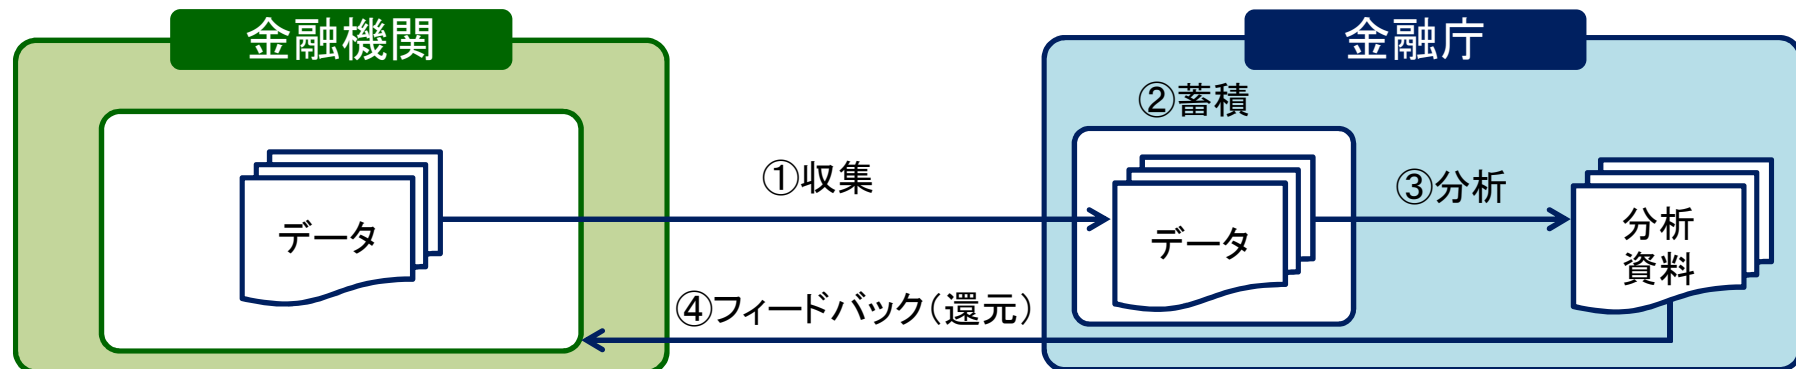 金融機関
金融庁
②蓄積
①収集
③分析
データ
データ
分析
資料
④フィードバック（還元）